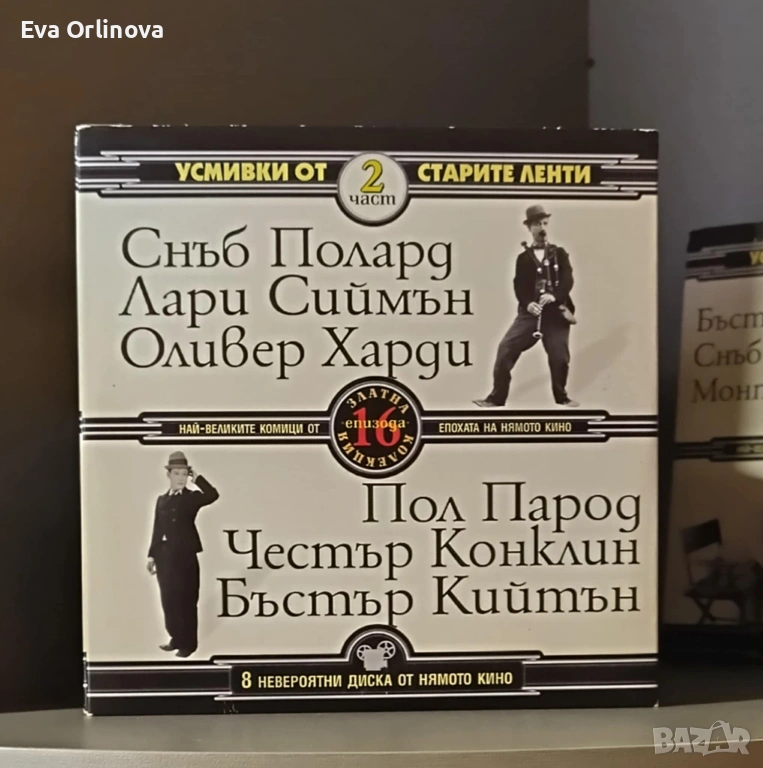 Eva Orlinova
УСМИВКИ ОТ 2 част СТАРИТЕ ЛЕНТИ
Снъб Полард
Лари Сиймън
Оливер Харди
ЗЛАТНА
НАЙ-ВЕЛИКИТЕ КОМИЦИ ОТ 16 епизода ЕПОХАТА НА НЯМОТО КИНО
КОЛЕКЦИЯ
Пол Парод
Честър Конклин
Бъстър Кийтън
8 НЕВЕРОЯТНИ ДИСКА ОТ НЯМОТО КИНО
Бъст
Снъб
Монт
BAZAR